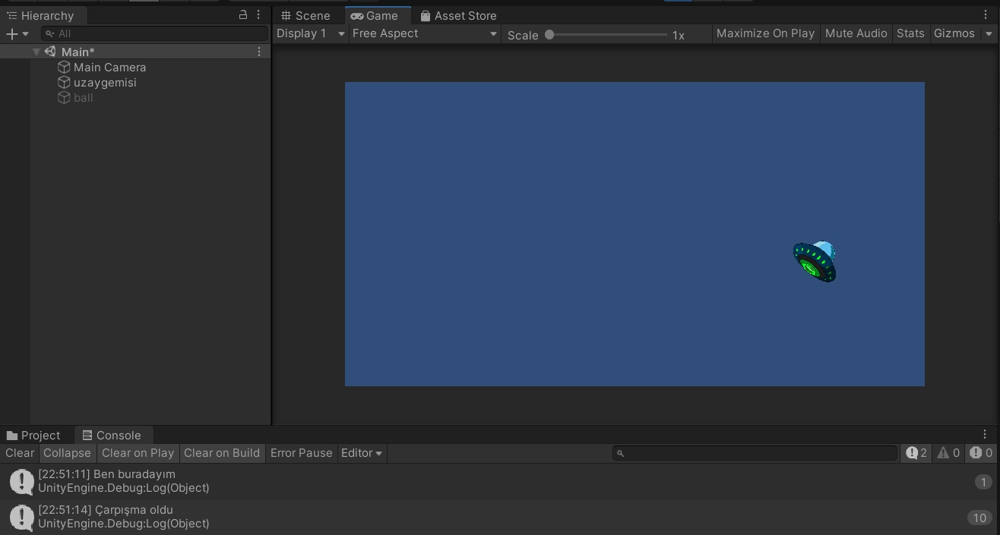 Hierarchy
All
Main*
Main Camera
uzaygemisi
ball
Scene
Game
Asset Store
Display 1
Free Aspect
Scale
1x
Maximize On Play
Mute Audio
Stats
Gizmos
Project
Console
Clear
Collapse
Clear on Play
Clear on Build
Error Pause
Editor
2
0
0
[22:51:11] Ben buradayım
UnityEngine.Debug:Log(Object)
1
[22:51:14] Çarpışma oldu
UnityEngine.Debug:Log(Object)
10